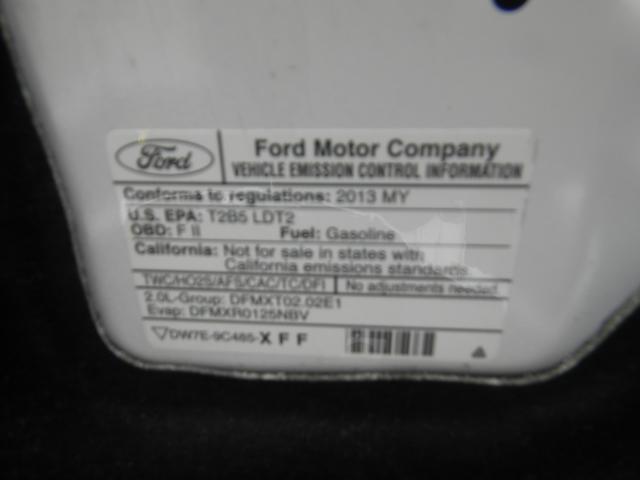 Ford
Ford Motor Company
VEHICLE EMISSION CONTROL INFORMATION
Conforms to regulations: 2013 MY
U.S. EPA: T2B5 LDT2
OBD: F II Fuel: Gasoline
California: Not for sale in states with
California emissions standards.
TWC/HO2S/AFS/CAC/TC/DFI No adjustments needed.
2.0L-Group: DFMXT02.02E1
Evap: DFMXR0125NBV
DW7E-9C485-XFF